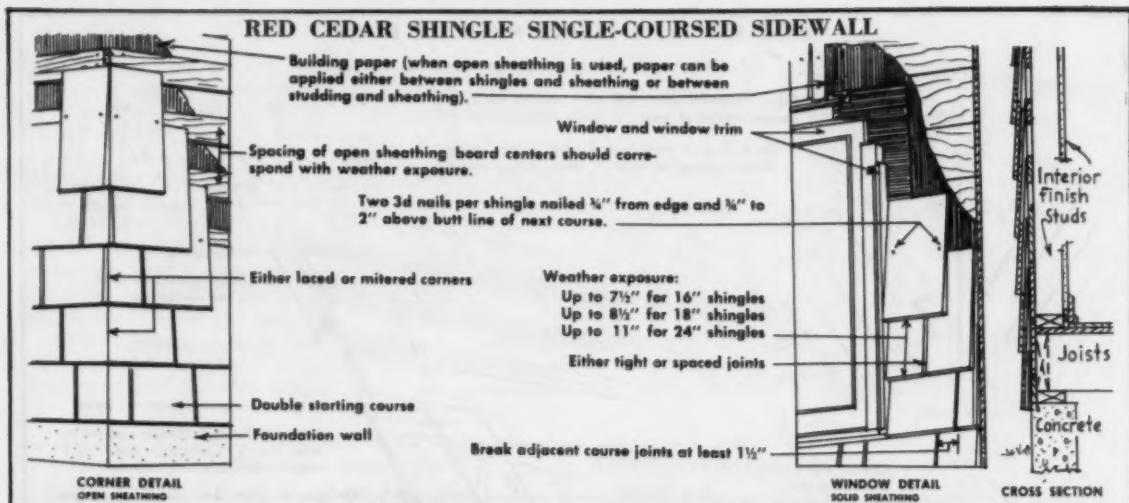 RED CEDAR SHINGLE SINGLE-COURSED SIDEWALL
Building paper (when open sheathing is used, paper can be
applied either between shingles and sheathing or between
studding and sheathing).
Window and window trim
Spacing of open sheathing board centers should corre-
spond with weather exposure.
Two 3d nails per shingle nailed ¾" from edge and ¾" to
2" above butt line of next course.
Either laced or mitered corners
Weather exposure:
Up to 7½" for 16" shingles
Up to 8½" for 18" shingles
Up to 11" for 24" shingles
Either tight or spaced joints
Double starting course
Foundation wall
Break adjacent course joints at least 1½"
Interior
finish
Studs
Joists
Concrete
CORNER DETAIL
OPEN SHEATHING
WINDOW DETAIL
SOLID SHEATHING
CROSS SECTION